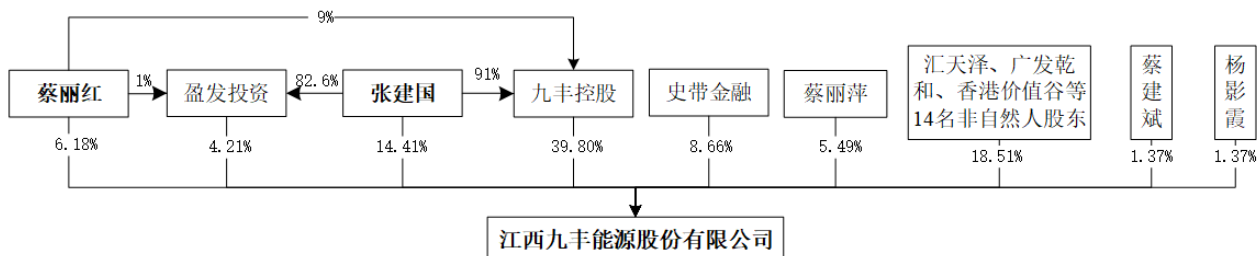 9%
蔡丽红
1%
盈发投资
82.6%
张建国
91%
九丰控股
史带金融
蔡丽萍
汇天泽、广发乾
和、香港价值谷等
14名非自然人股东
蔡建斌
杨影霞
6.18%
4.21%
14.41%
39.80%
8.66%
5.49%
18.51%
1.37%
1.37%
江西九丰能源股份有限公司